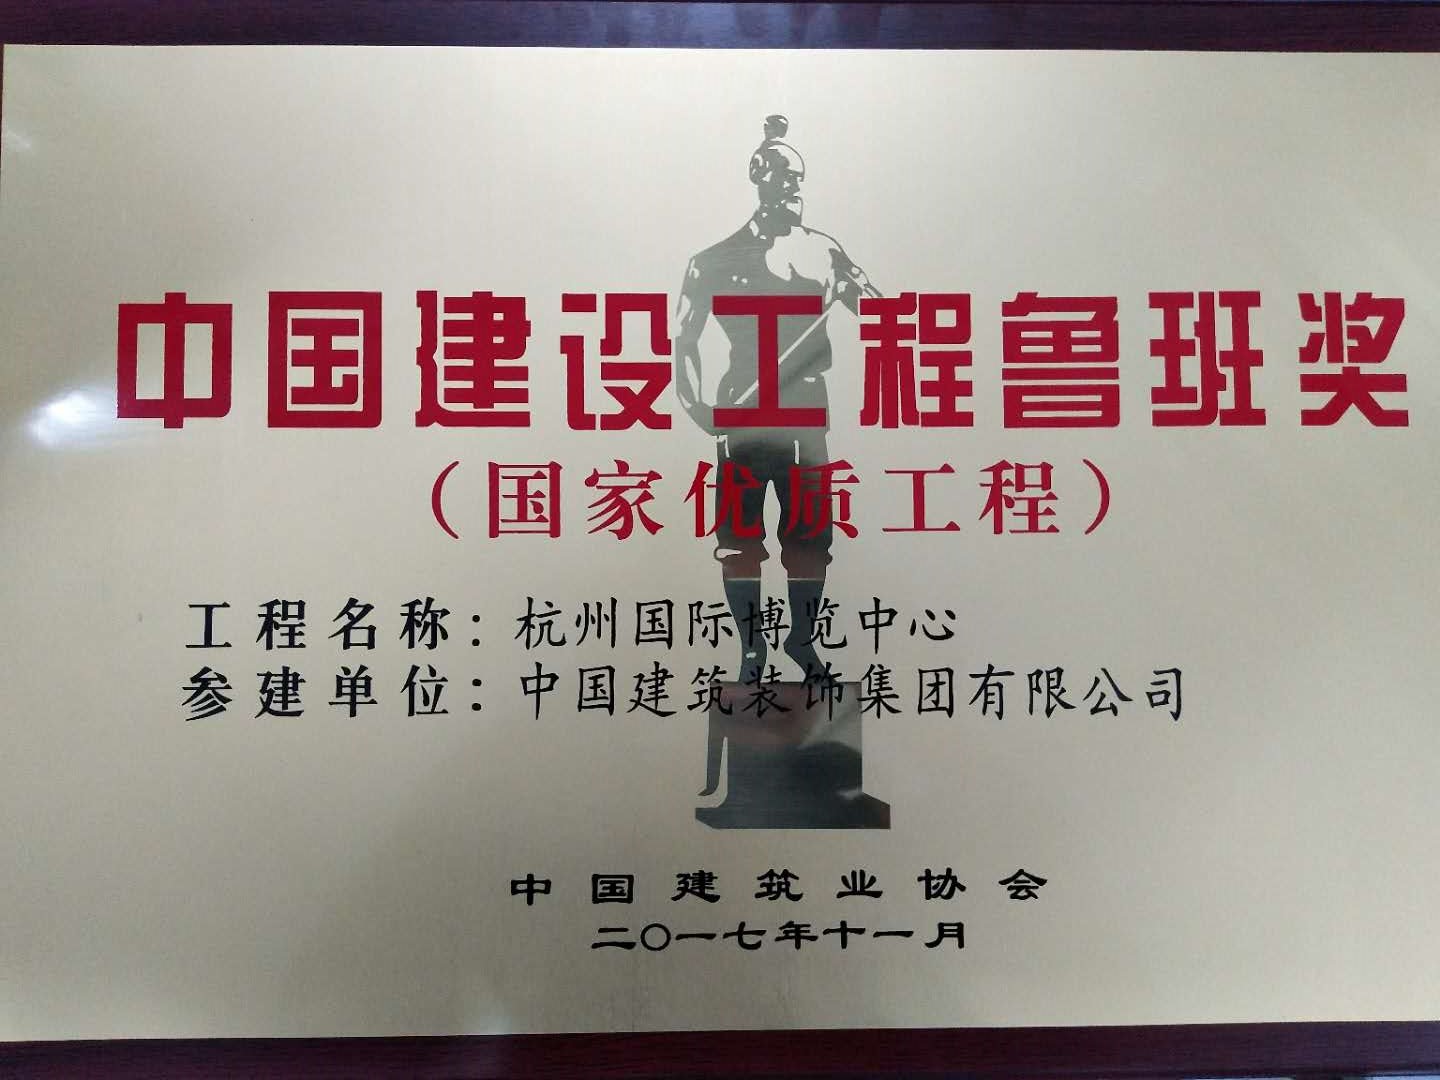 中国建设工程鲁班奖
（国家优质工程）
工程名称：杭州国际博览中心
参建单位：中国建筑装饰集团有限公司
中国建筑业协会
二〇一七年十一月